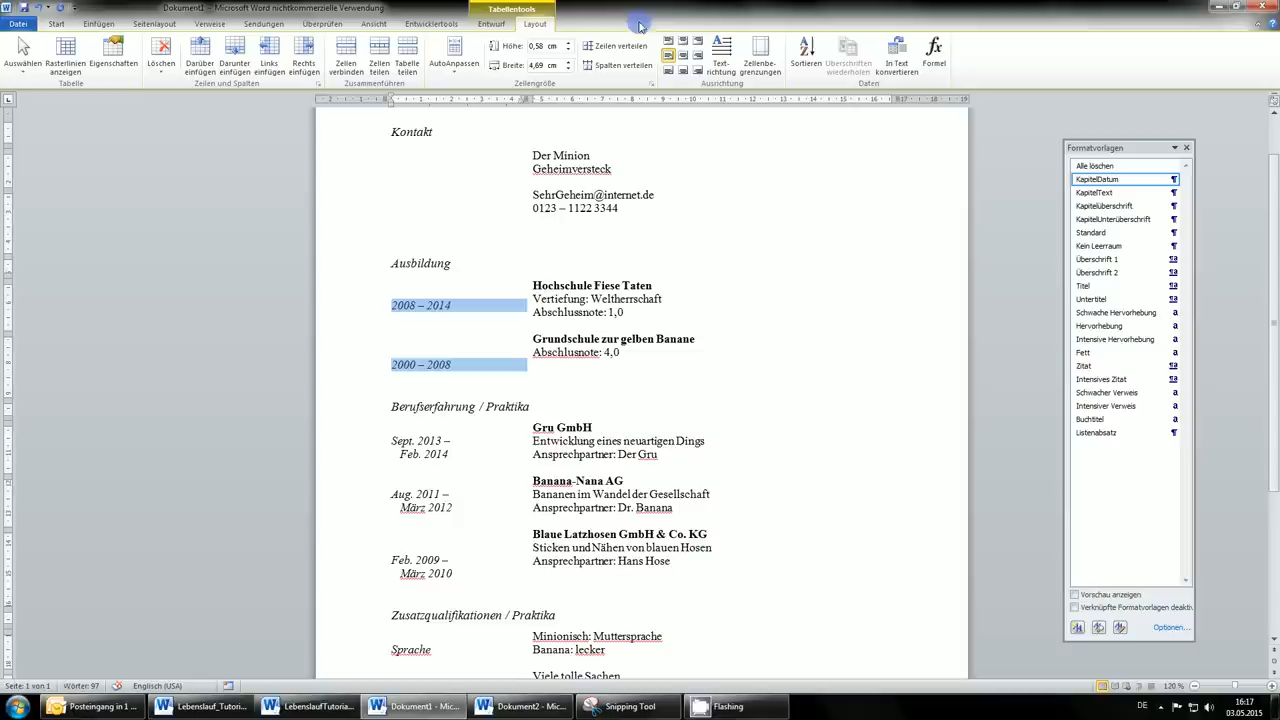 Dokument1 - Microsoft Word nichtkommerzielle Verwendung
Tabellentools
Datei Start Einfügen Seitenlayout Verweise Sendungen Überprüfen Ansicht Entwicklertools Entwurf Layout
Auswählen Rasterlinien anzeigen Eigenschaften Löschen Darüber einfügen Darunter einfügen Links einfügen Rechts einfügen Zellen verbinden Zellen teilen Tabelle teilen AutoAnpassen Höhe: 0,58 cm Zeilen verteilen
Breite: 4,69 cm Spalten verteilen Text-richtung Zellenbe-grenzungen Sortieren Überschriften wiederholen In Text konvertieren Formel
Tabelle Zeilen und Spalten Zusammenführen Zellengröße Ausrichtung Daten
Kontakt
Der Minion
Geheimversteck
SehrGeheim@internet.de
0123 – 1122 3344
Ausbildung
Hochschule Fiese Taten
2008 – 2014 Vertiefung: Weltherrschaft
Abschlussnote: 1,0
Grundschule zur gelben Banane
Abschlusnote: 4,0
2000 – 2008
Berufserfahrung / Praktika
Gru GmbH
Sept. 2013 – Entwicklung eines neuartigen Dings
Feb. 2014 Ansprechpartner: Der Gru
Banana-Nana AG
Aug. 2011 – Bananen im Wandel der Gesellschaft
März 2012 Ansprechpartner: Dr. Banana
Blaue Latzhosen GmbH & Co. KG
Sticken und Nähen von blauen Hosen
Feb. 2009 – Ansprechpartner: Hans Hose
März 2010
Zusatzqualifikationen / Praktika
Minionisch: Muttersprache
Sprache Banana: lecker
Viele tolle Sachen
Formatvorlagen
Alle löschen
KapitelDatum
KapitelText
Kapitelüberschrift
KapitelUnterüberschrift
Standard
Kein Leerraum
Überschrift 1
Überschrift 2
Titel
Untertitel
Schwache Hervorhebung
Hervorhebung
Intensive Hervorhebung
Fett
Zitat
Intensives Zitat
Schwacher Verweis
Intensiver Verweis
Buchtitel
Listenabsatz
Vorschau anzeigen
Verknüpfte Formatvorlagen deaktiv
Optionen...
Seite: 1 von 1 Wörter: 97 Englisch (USA) 120 %
Posteingang in 1 ... Lebenslauf_Tutori... LebenslaufTutoria... Dokument1 - Mic... Dokument2 - Mic... Snipping Tool Flashing DE 16:17
03.05.2015